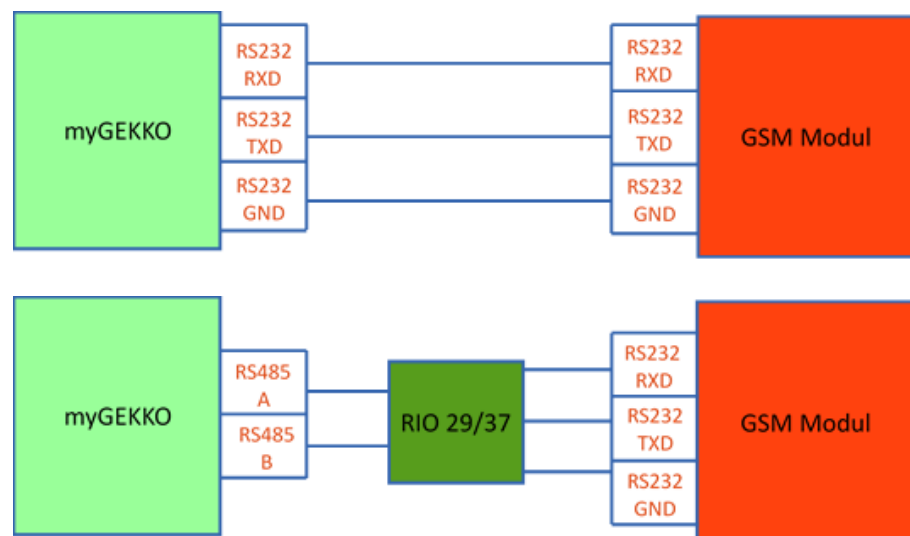 myGEKKO
RS232
RXD
RS232
TXD
RS232
GND
RS232
RXD
RS232
TXD
RS232
GND
GSM Modul
myGEKKO
RS485
A
RS485
B
RIO 29/37
RS232
RXD
RS232
TXD
RS232
GND
GSM Modul